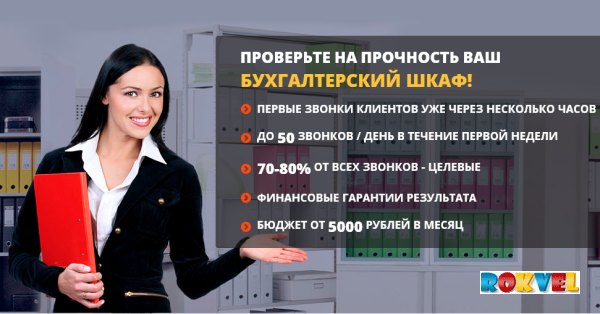 ПРОВЕРЬТЕ НА ПРОЧНОСТЬ ВАШ
БУХГАЛТЕРСКИЙ ШКАФ!
ПЕРВЫЕ ЗВОНКИ КЛИЕНТОВ УЖЕ ЧЕРЕЗ НЕСКОЛЬКО ЧАСОВ
ДО 50 ЗВОНКОВ / ДЕНЬ В ТЕЧЕНИЕ ПЕРВОЙ НЕДЕЛИ
70-80% ОТ ВСЕХ ЗВОНКОВ - ЦЕЛЕВЫЕ
ФИНАНСОВЫЕ ГАРАНТИИ РЕЗУЛЬТАТА
БЮДЖЕТ ОТ 5000 РУБЛЕЙ В МЕСЯЦ
ROKVEL